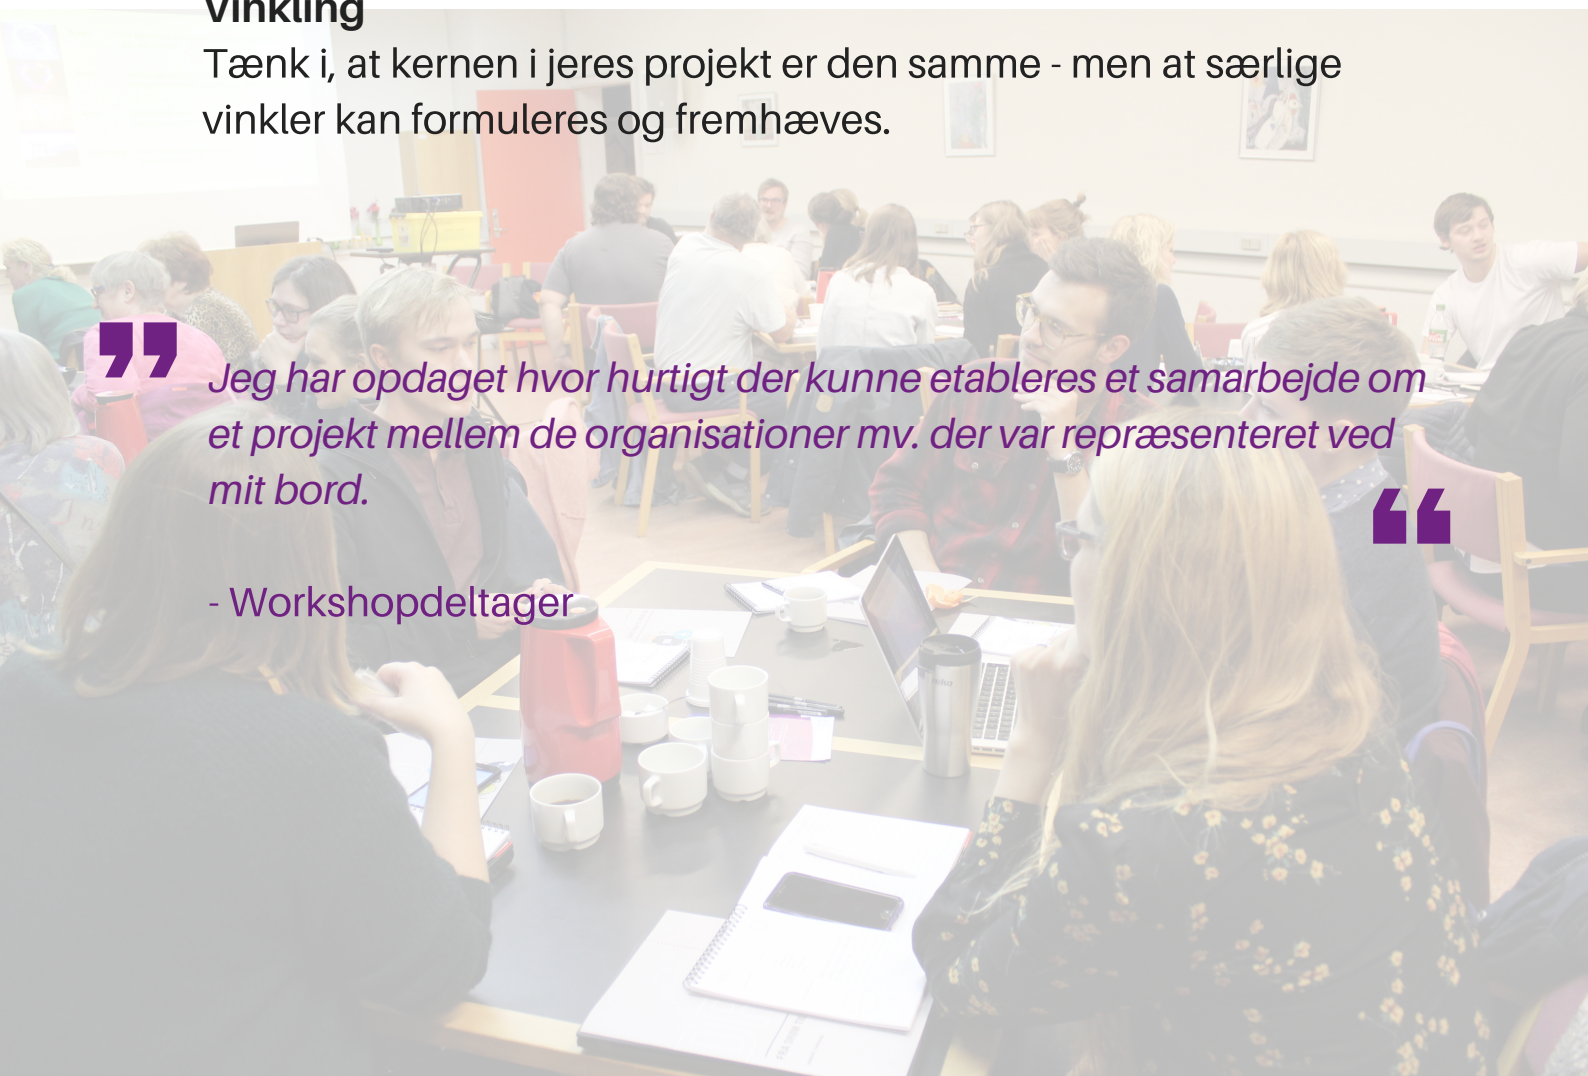 Vinkling
Tænk i, at kernen i jeres projekt er den samme - men at særlige
vinkler kan formuleres og fremhæves.
” Jeg har opdaget hvor hurtigt der kunne etableres et samarbejde om
et projekt mellem de organisationer mv. der var repræsenteret ved
mit bord. “
- Workshopdeltager